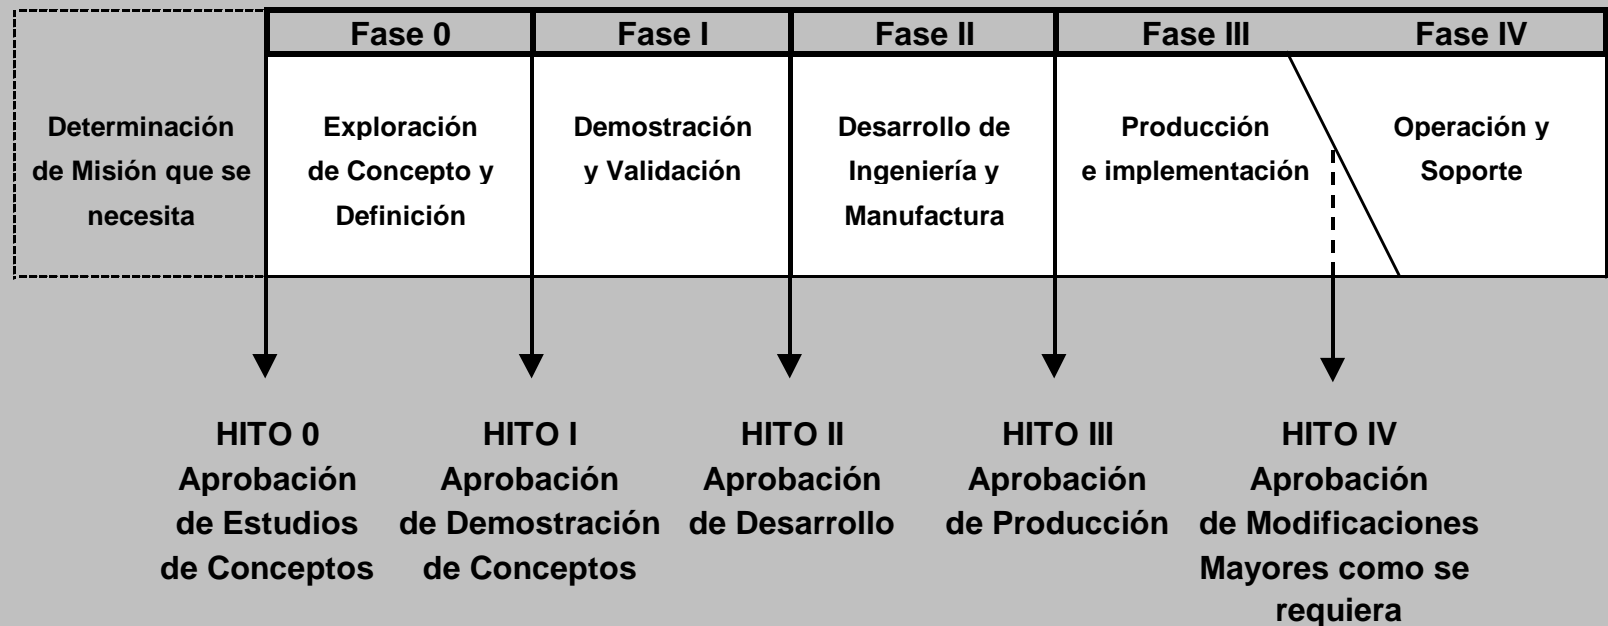 Fase 0
Fase I
Fase II
Fase III
Fase IV
Determinación
de Misión que se
necesita
Exploración
de Concepto y
Definición
Demostración
y Validación
Desarrollo de
Ingeniería y
Manufactura
Producción
e implementación
Operación y
Soporte
HITO 0
Aprobación
de Estudios
de Conceptos
HITO I
Aprobación
de Demostración
de Conceptos
HITO II
Aprobación
de Desarrollo
HITO III
Aprobación
de Producción
HITO IV
Aprobación
de Modificaciones
Mayores como se
requiera